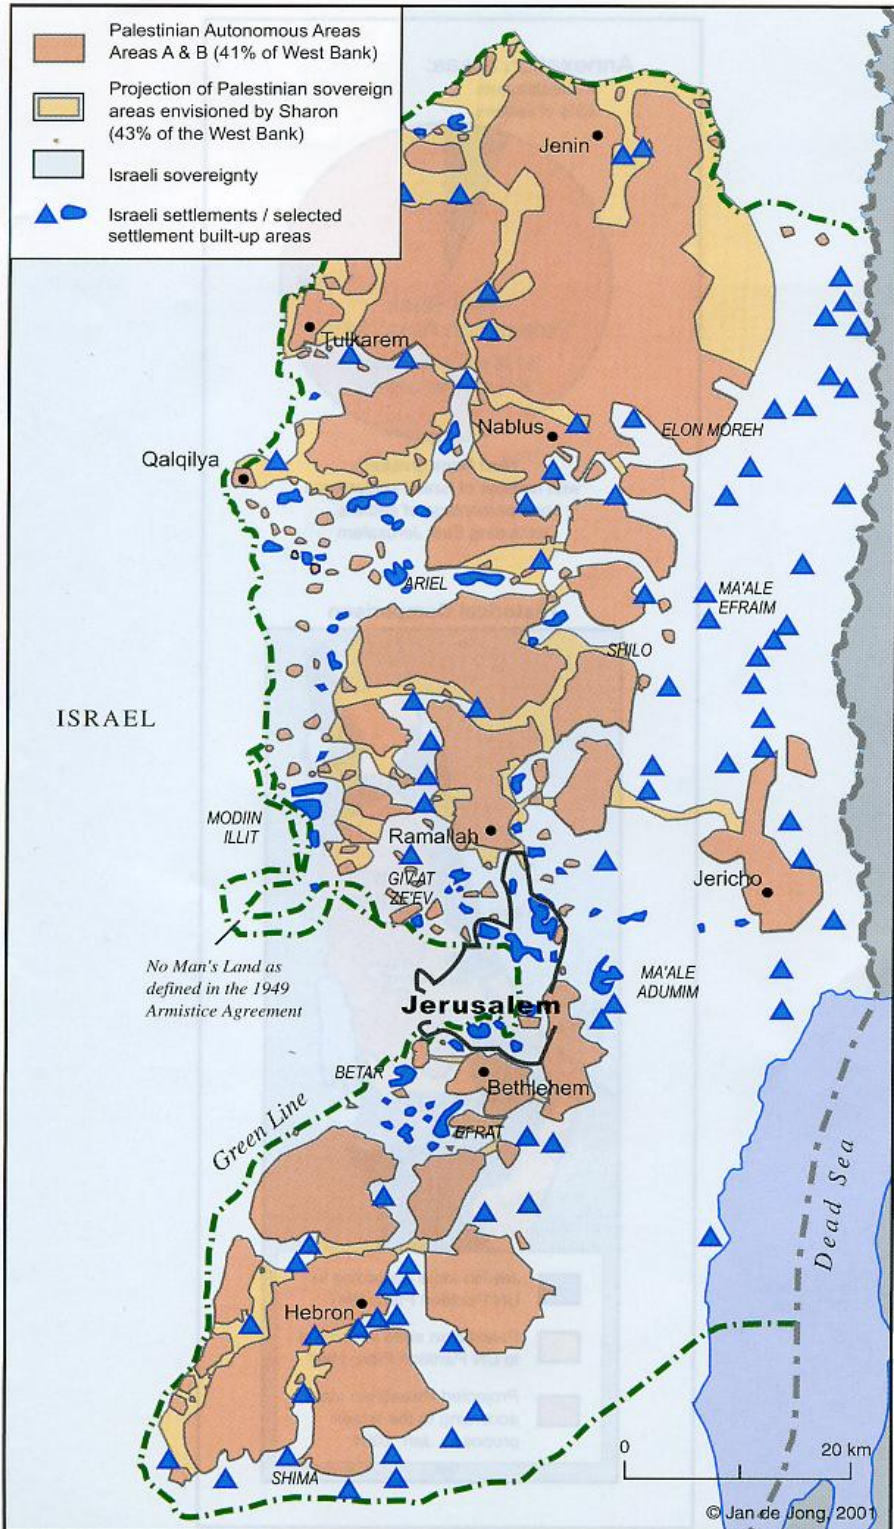 Palestinian Autonomous Areas
Areas A & B (41% of West Bank)
Projection of Palestinian sovereign
areas envisioned by Sharon
(43% of the West Bank)
Israeli sovereignty
Israeli settlements / selected
settlement built-up areas
Jenin
Tulkarem
Nablus
ELON MOREH
Qalqilya
ARIEL
MA'ALE
EFRAIM
SHILO
ISRAEL
MODIIN
ILLIT
Ramallah
GIV'AT
ZE'EV
Jericho
No Man's Land as
defined in the 1949
Armistice Agreement
MA'ALE
ADUMIM
Jerusalem
BETAR
Bethlehem
Green Line
EFRAT
Dead Sea
Hebron
SHIMA
0 20 km
© Jan de Jong, 2001